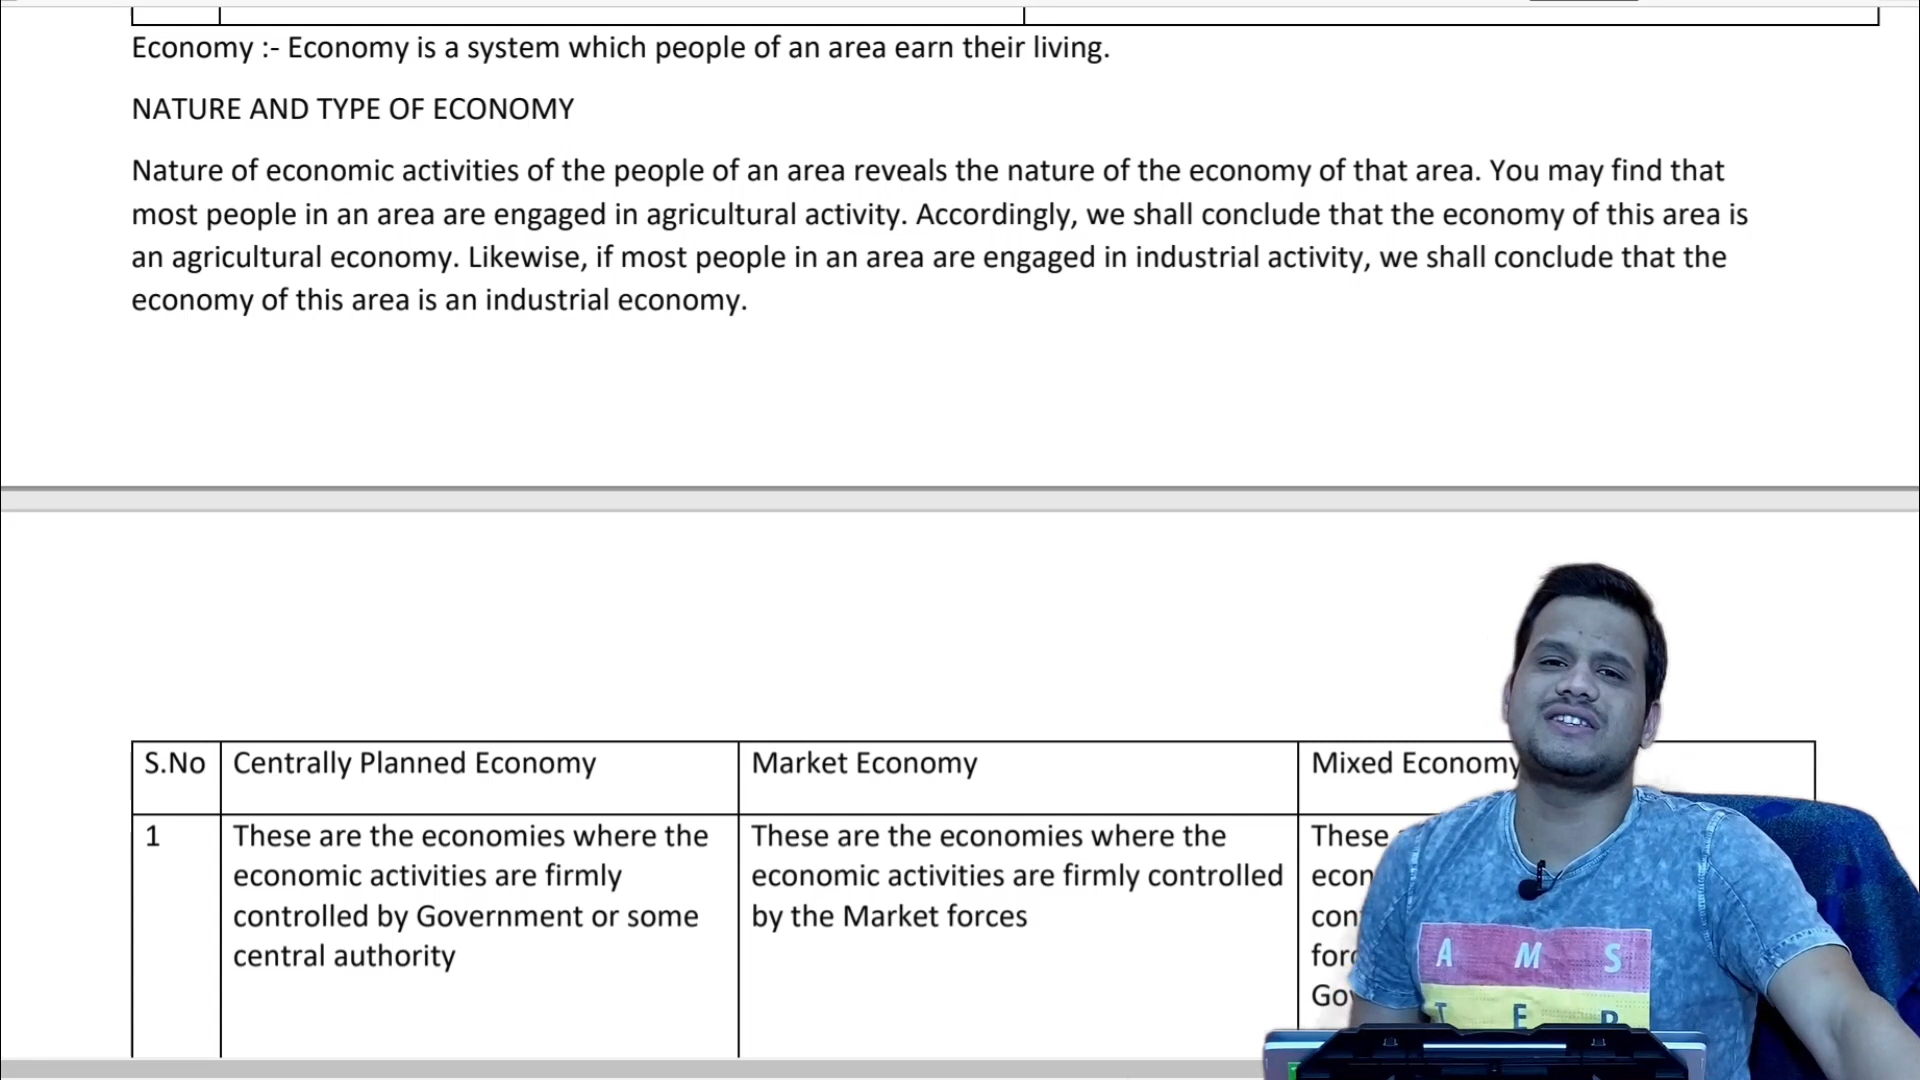 Economy :- Economy is a system which people of an area earn their living.
NATURE AND TYPE OF ECONOMY
Nature of economic activities of the people of an area reveals the nature of the economy of that area. You may find that
most people in an area are engaged in agricultural activity. Accordingly, we shall conclude that the economy of this area is
an agricultural economy. Likewise, if most people in an area are engaged in industrial activity, we shall conclude that the
economy of this area is an industrial economy.
S.No
Centrally Planned Economy
Market Economy
Mixed Economy
1
These are the economies where the
economic activities are firmly
controlled by Government or some
central authority
These are the economies where the
economic activities are firmly controlled
by the Market forces
These
A M S
T E R